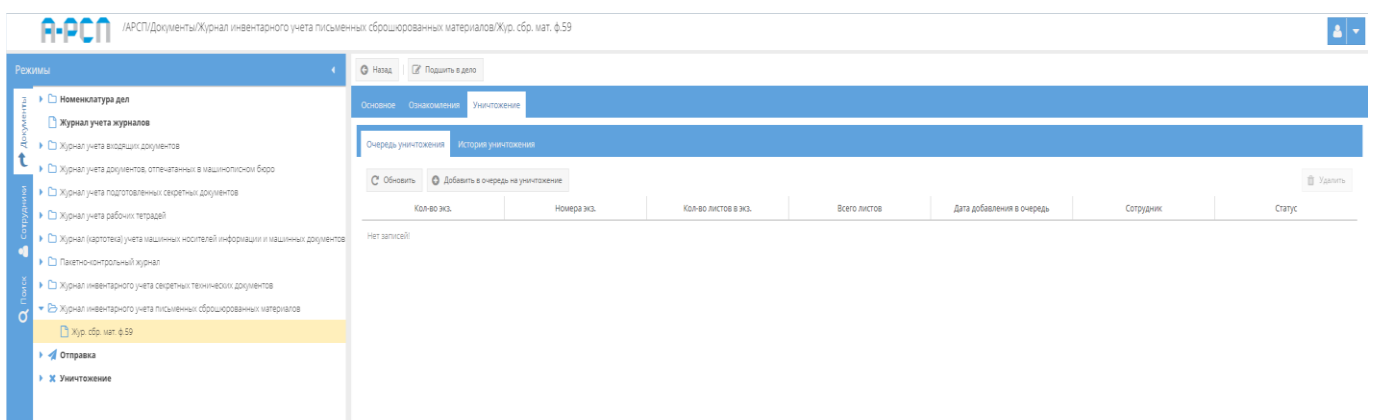 А-РСП
/АРСП/Документы/Журнал инвентарного учета письменных сброшюрованных материалов/Жур. сбр. мат. ф.59
Режимы
Документы
Сотрудники
Поиск
Номенклатура дел
Журнал учета журналов
Журнал учета входящих документов
Журнал учета документов, отпечатанных в машинописном бюро
Журнал учета подготовленных секретных документов
Журнал учета рабочих тетрадей
Журнал (картотека) учета машинных носителей информации и машинных документов
Пакетно-контрольный журнал
Журнал инвентарного учета секретных технических документов
Журнал инвентарного учета письменных сброшюрованных материалов
Жур. сбр. мат. ф.59
Отправка
Уничтожение
Назад
Подшить в дело
Основное Ознакомления Уничтожение
Очередь уничтожения История уничтожения
Обновить Добавить в очередь на уничтожение Удалить
Кол-во экз. Номера экз. Кол-во листов в экз. Всего листов Дата добавления в очередь Сотрудник Статус
Нет записей!